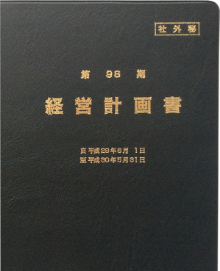 社外秘
第 96 期
経営計画書
自平成29年6月 1日
至平成30年5月31日